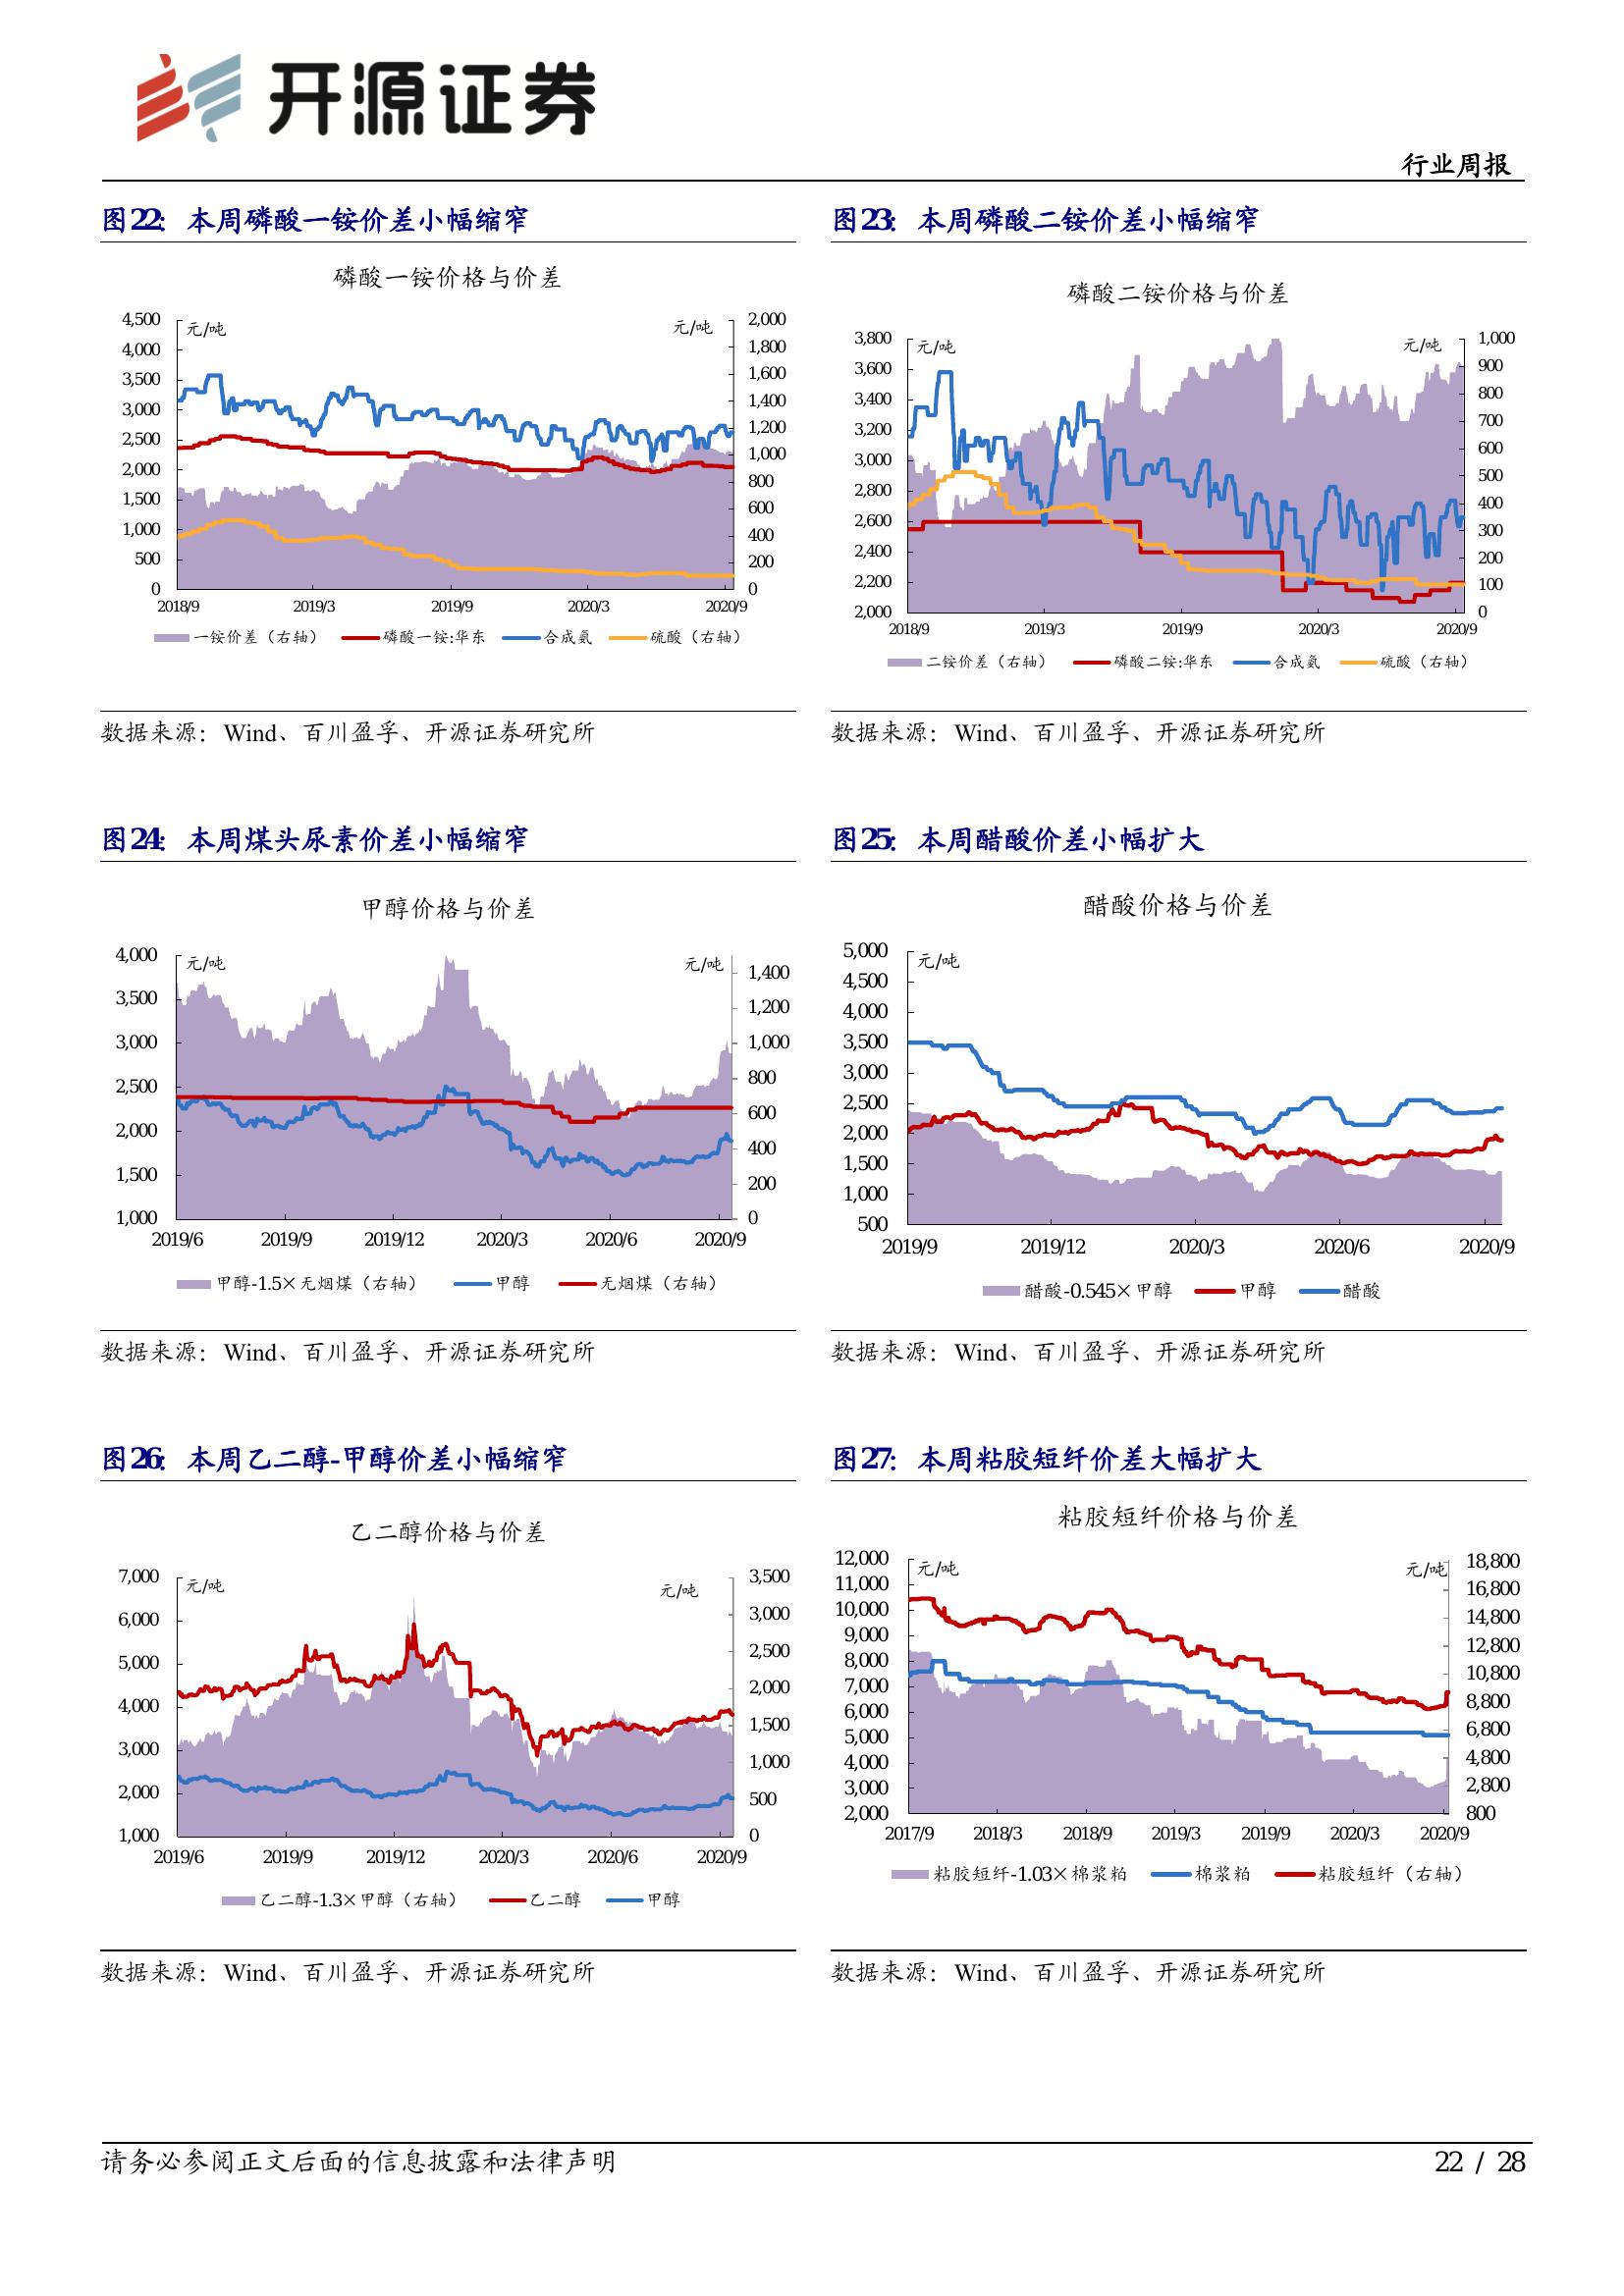 开源证券
行业周报
图22: 本周磷酸一铵价差小幅缩窄
磷酸一铵价格与价差
元/吨
元/吨
4,500
4,000
3,500
3,000
2,500
2,000
1,500
1,000
500
0
2,000
1,800
1,600
1,400
1,200
1,000
800
600
400
200
0
2018/9 2019/3 2019/9 2020/3 2020/9
一铵价差（右轴） 磷酸一铵:华东 合成氨 硫酸（右轴）
数据来源：Wind、百川盈孚、开源证券研究所
图23: 本周磷酸二铵价差小幅缩窄
磷酸二铵价格与价差
元/吨
元/吨
3,800
3,600
3,400
3,200
3,000
2,800
2,600
2,400
2,200
2,000
1,000
900
800
700
600
500
400
300
200
100
0
2018/9 2019/3 2019/9 2020/3 2020/9
二铵价差（右轴） 磷酸二铵:华东 合成氨 硫酸（右轴）
数据来源：Wind、百川盈孚、开源证券研究所
图24: 本周煤头尿素价差小幅缩窄
甲醇价格与价差
元/吨
元/吨
4,000
3,500
3,000
2,500
2,000
1,500
1,000
1,400
1,200
1,000
800
600
400
200
0
2019/6 2019/9 2019/12 2020/3 2020/6 2020/9
甲醇-1.5×无烟煤（右轴） 甲醇 无烟煤（右轴）
数据来源：Wind、百川盈孚、开源证券研究所
图25: 本周醋酸价差小幅扩大
醋酸价格与价差
元/吨
5,000
4,500
4,000
3,500
3,000
2,500
2,000
1,500
1,000
500
2019/9 2019/12 2020/3 2020/6 2020/9
醋酸-0.545×甲醇 甲醇 醋酸
数据来源：Wind、百川盈孚、开源证券研究所
图26: 本周乙二醇-甲醇价差小幅缩窄
乙二醇价格与价差
元/吨
元/吨
7,000
6,000
5,000
4,000
3,000
2,000
1,000
3,500
3,000
2,500
2,000
1,500
1,000
500
0
2019/6 2019/9 2019/12 2020/3 2020/6 2020/9
乙二醇-1.3×甲醇（右轴） 乙二醇 甲醇
数据来源：Wind、百川盈孚、开源证券研究所
图27: 本周粘胶短纤价差大幅扩大
粘胶短纤价格与价差
元/吨
元/吨
12,000
11,000
10,000
9,000
8,000
7,000
6,000
5,000
4,000
3,000
2,000
18,800
16,800
14,800
12,800
10,800
8,800
6,800
4,800
2,800
800
2017/9 2018/3 2018/9 2019/3 2019/9 2020/3 2020/9
粘胶短纤-1.03×棉浆粕 棉浆粕 粘胶短纤（右轴）
数据来源：Wind、百川盈孚、开源证券研究所
请务必参阅正文后面的信息披露和法律声明
22 / 28